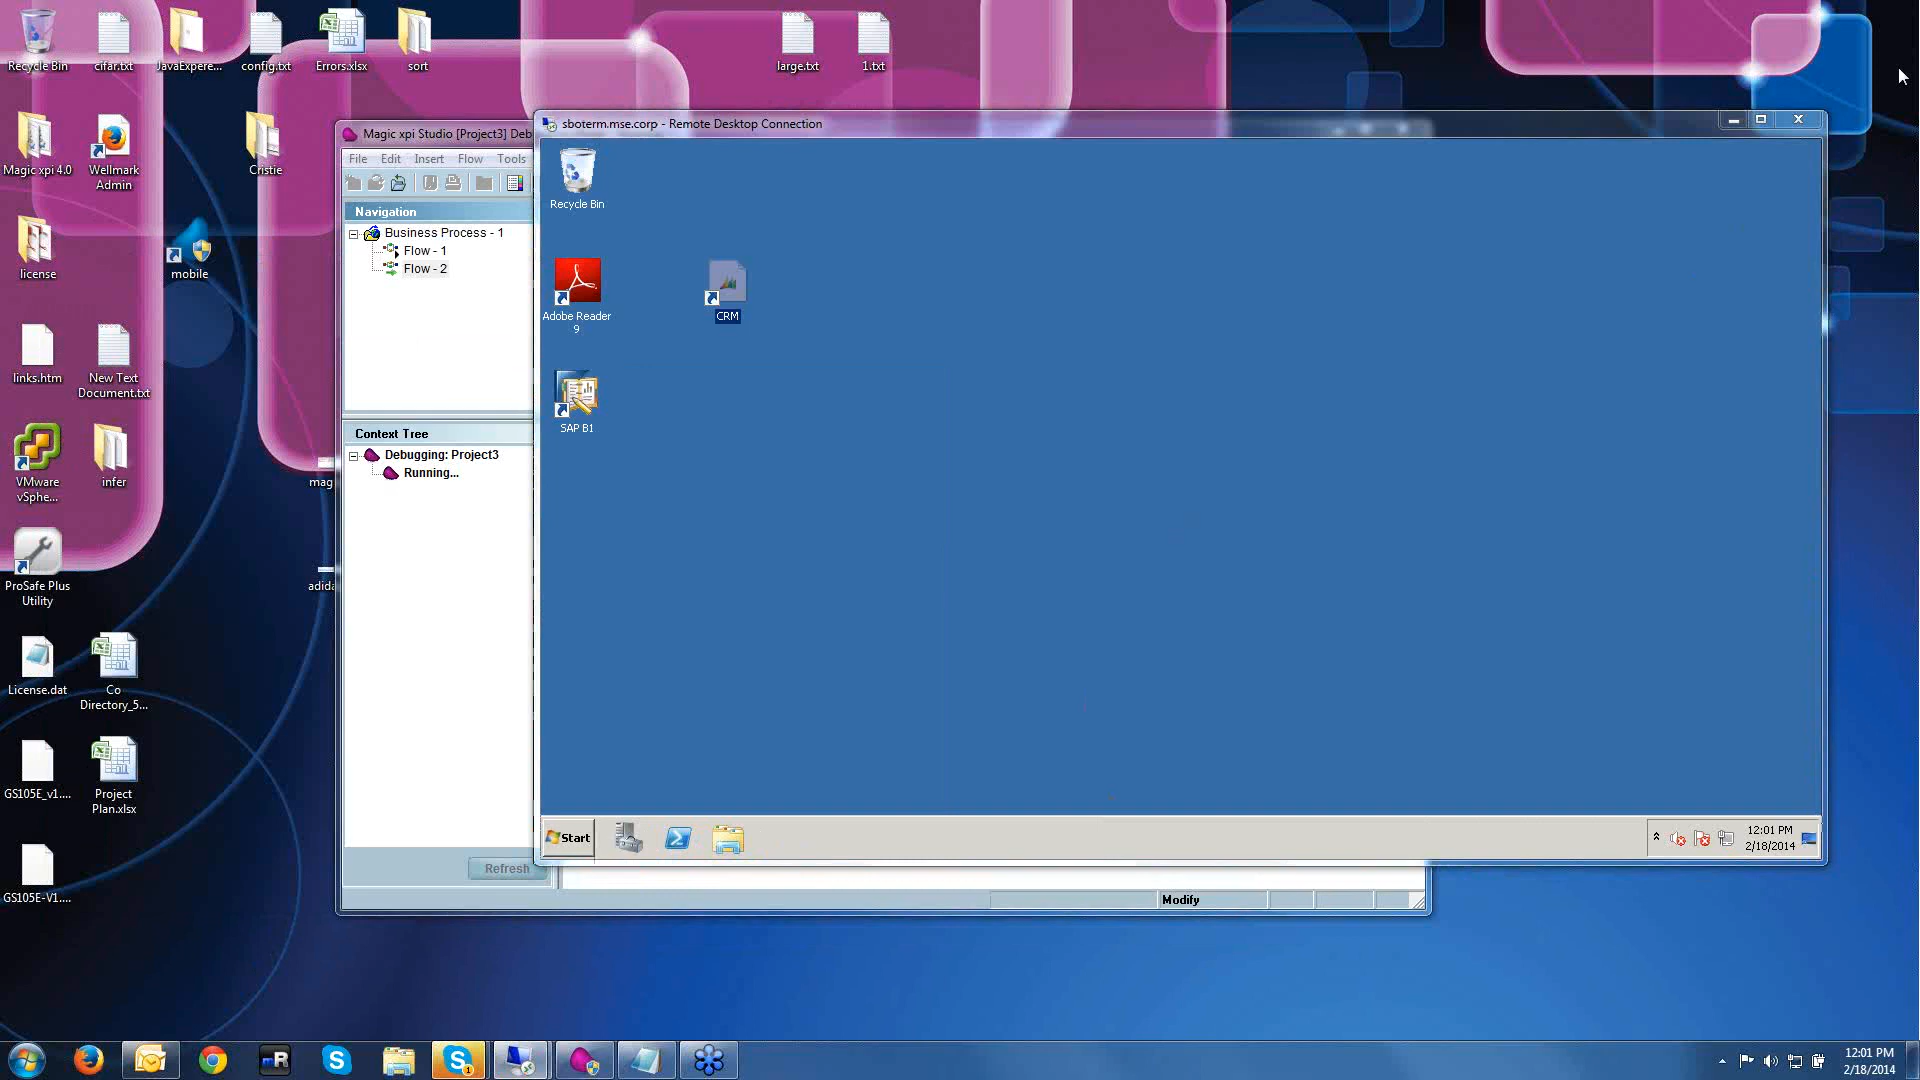 Recycle Bin
cifar.txt
JavaExpere...
config.txt
Errors.xlsx
sort
large.txt
1.txt
Magic xpi 4.0
Wellmark
Admin
Cristie
license
mobile
links.htm
New Text
Document.txt
VMware
vSphe...
infer
mag
ProSafe Plus
Utility
adida
License.dat
Co
Directory_5...
GS105E_v1....
Project
Plan.xlsx
GS105E-V1....
Magic xpi Studio [Project3] Deb
File Edit Insert Flow Tools
Navigation
Business Process - 1
Flow - 1
Flow - 2
Context Tree
Debugging: Project3
Running...
Refresh
Modify
sboterm.mse.corp - Remote Desktop Connection
Recycle Bin
Adobe Reader
9
CRM
SAP B1
Start
12:01 PM
2/18/2014
mR
1
12:01 PM
2/18/2014